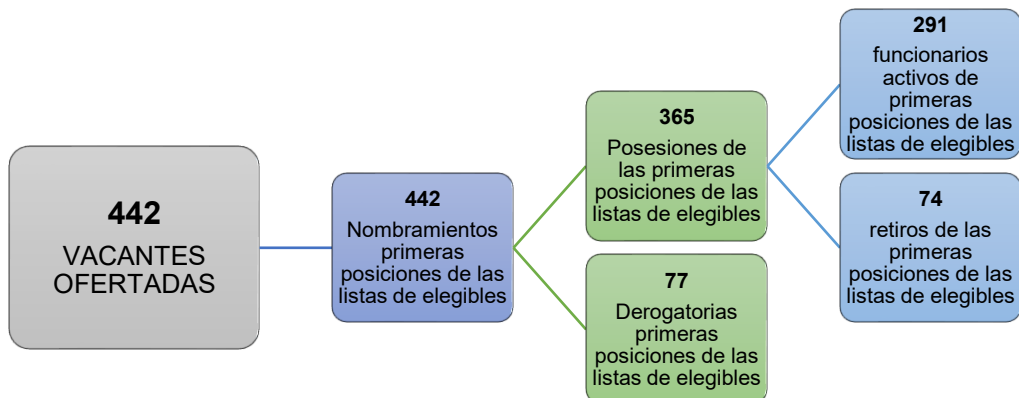 442
VACANTES
OFERTADAS
442
Nombramientos
primeras
posiciones de las
listas de elegibles
365
Posesiones de
las primeras
posiciones de las
listas de elegibles
77
Derogatorias
primeras
posiciones de las
listas de elegibles
291
funcionarios
activos de
primeras
posiciones de las
listas de elegibles
74
retiros de las
primeras
posiciones de las
listas de elegibles